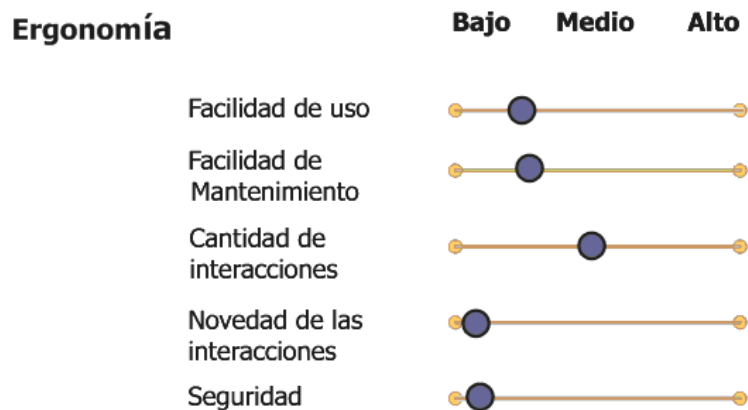 Ergonomía
Bajo Medio Alto
Facilidad de uso
Facilidad de
Mantenimiento
Cantidad de
interacciones
Novedad de las
interacciones
Seguridad